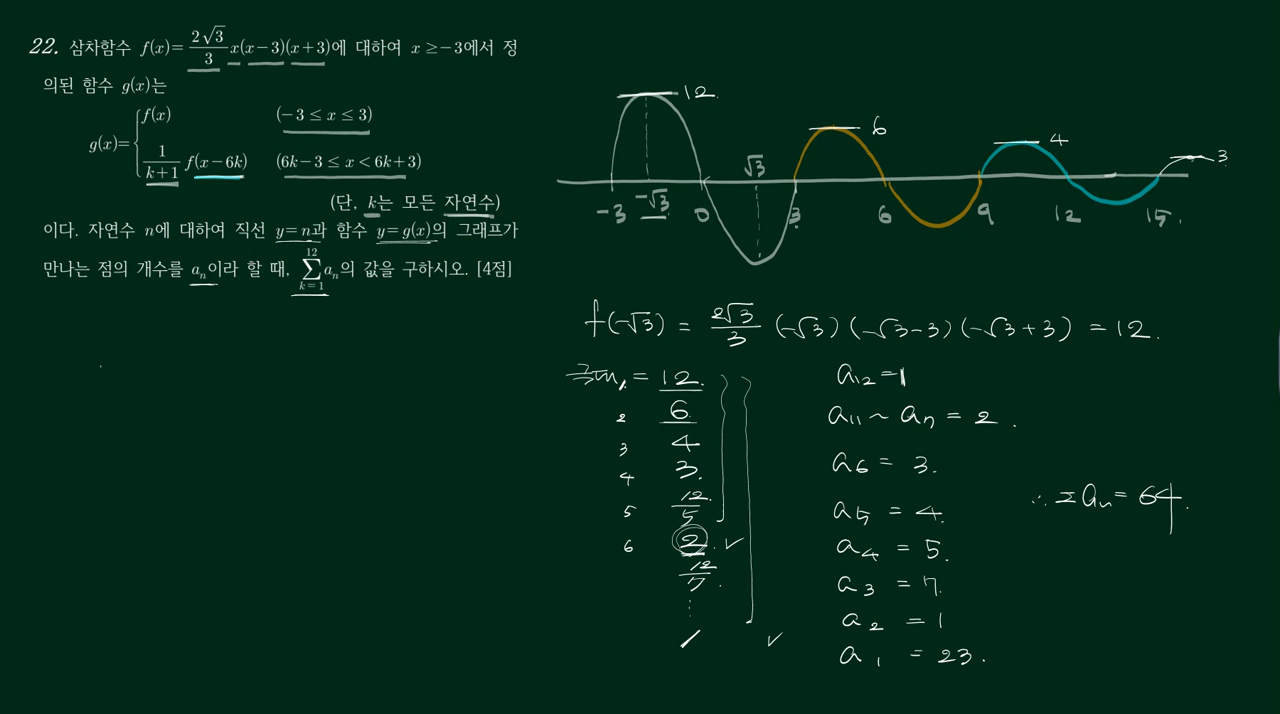 22. 삼차함수 f(x)=2√3/3 x(x−3)(x+3)에 대하여 x ≥−3에서 정
의된 함수 g(x)는
g(x)={ f(x) (−3 ≤ x ≤ 3)
1/(k+1) f(x−6k) (6k−3 ≤ x < 6k+3)
(단, k는 모든 자연수)
이다. 자연수 n에 대하여 직선 y=n과 함수 y=g(x)의 그래프가
만나는 점의 개수를 aₙ이라 할 때, ∑(k=1, 12) aₙ의 값을 구하시오. [4점]
12
6
4
3
√3
−3 −√3 0 3 6 9 12 15
f(−√3) = 2√3/3 (−√3)(−√3−3)(−√3+3) = 12.
= 12.
2 6
3 4
4 3.
5 12/5
6 2
12/7
a₁₂ = 1
a₁₁ ~ a₇ = 2.
a₆ = 3.
a₅ = 4.
a₄ = 5.
a₃ = 7.
a₂ = 1
a₁ = 23.
∴ Σaₙ = 64.